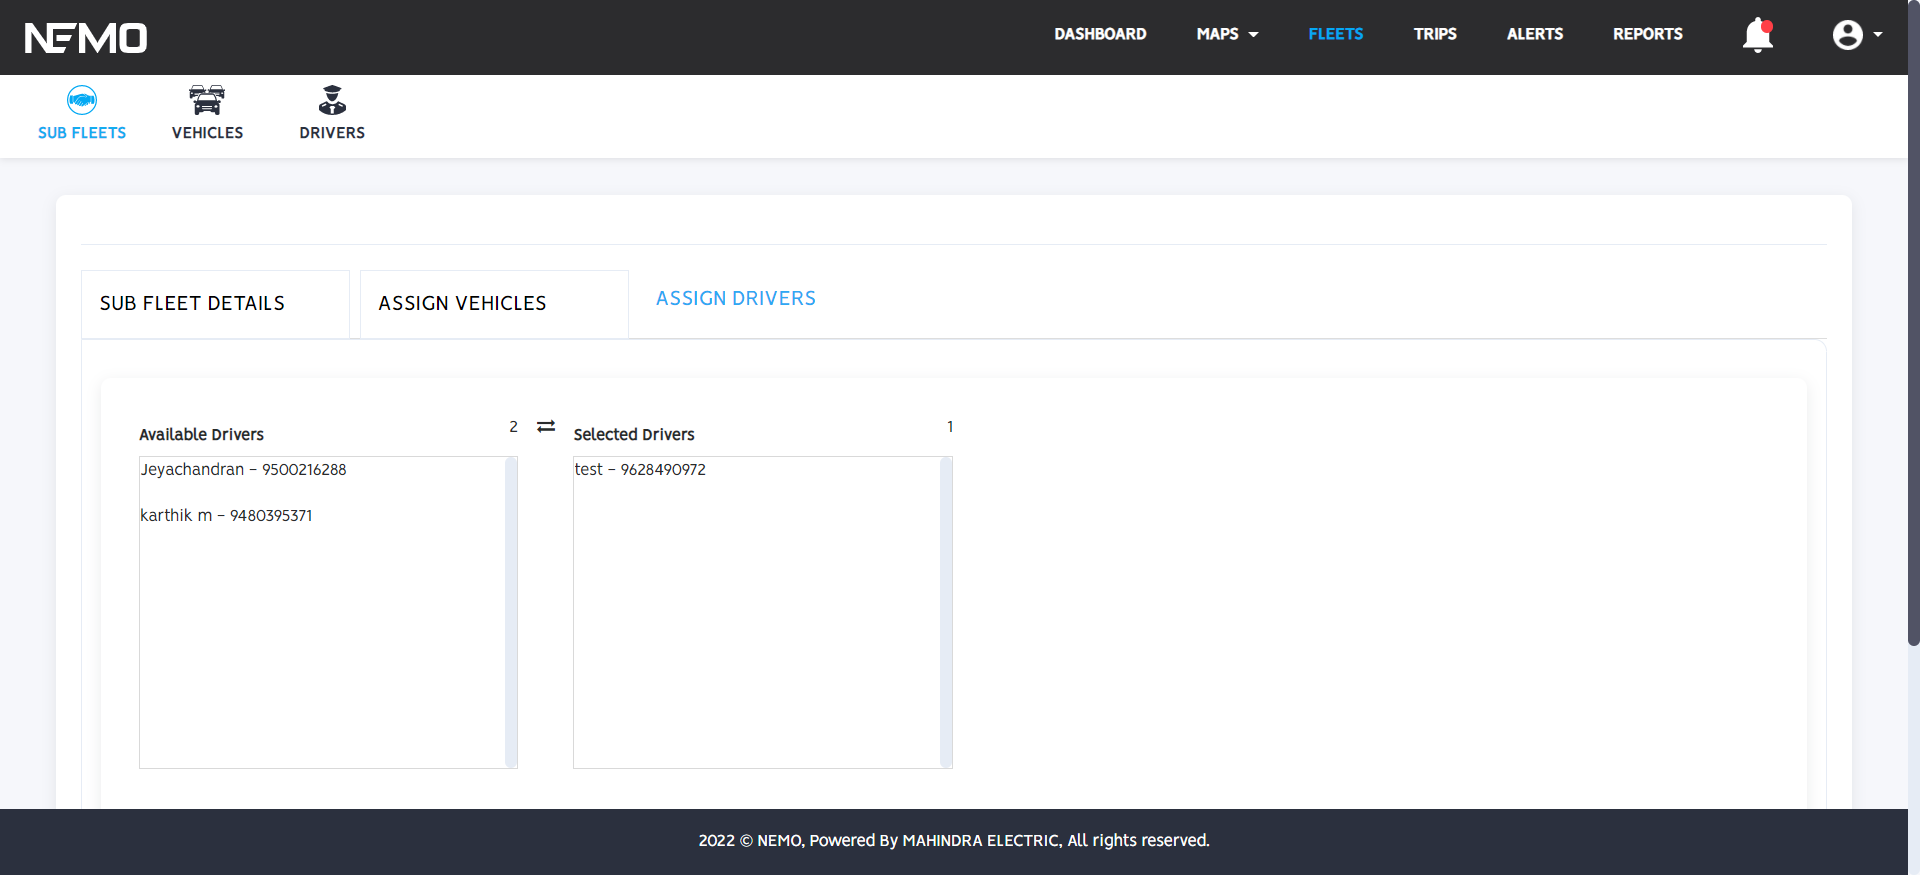 NEMO
DASHBOARD MAPS FLEETS TRIPS ALERTS REPORTS
SUB FLEETS VEHICLES DRIVERS
SUB FLEET DETAILS ASSIGN VEHICLES ASSIGN DRIVERS
Available Drivers 2 Selected Drivers 1
Jeyachandran - 9500216288 test - 9628490972
karthik m - 9480395371
2022 © NEMO, Powered By MAHINDRA ELECTRIC, All rights reserved.